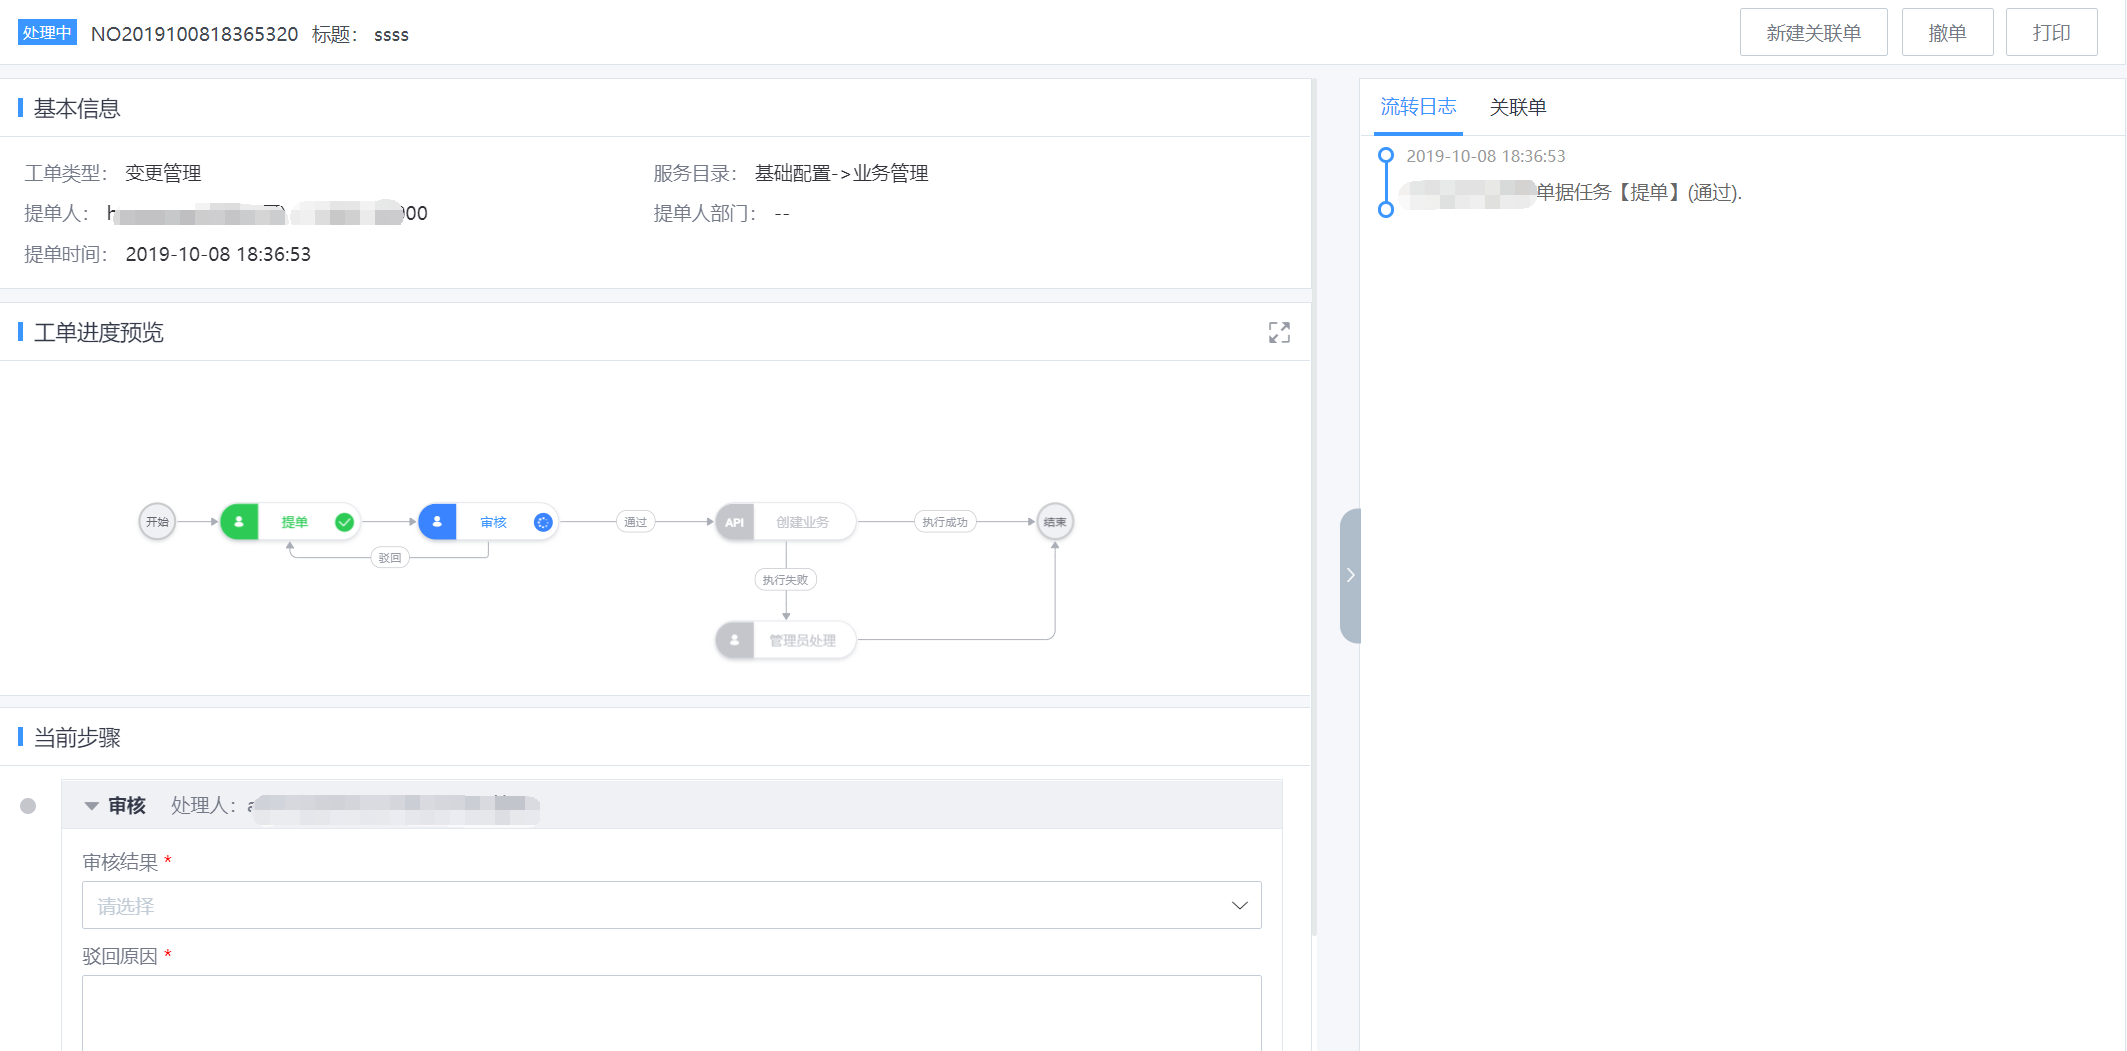 处理中 NO2019100818365320 标题： ssss
新建关联单 撤单 打印
基本信息
工单类型： 变更管理
服务目录： 基础配置->业务管理
提单人： h 000
提单人部门： --
提单时间： 2019-10-08 18:36:53
工单进度预览
开始 提单 审核 通过 API 创建业务 执行成功 结束
驳回
执行失败
管理员处理
当前步骤
审核 处理人：
审核结果 *
请选择
驳回原因 *
流转日志 关联单
2019-10-08 18:36:53
单据任务【提单】(通过).